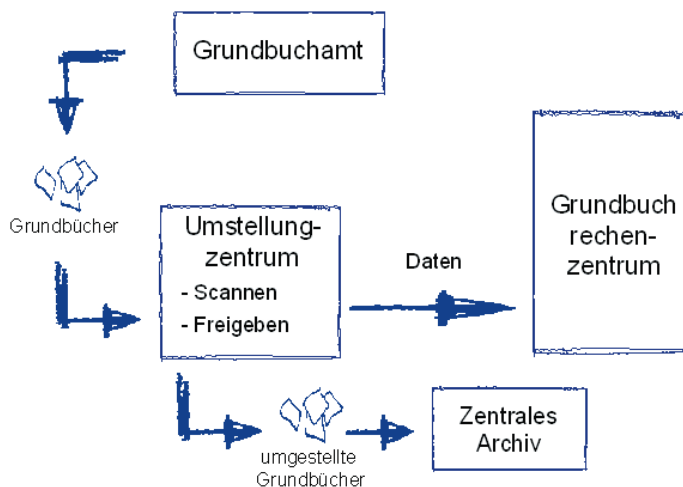 Grundbuchamt
Grundbücher
Umstellung-
zentrum
- Scannen
- Freigeben
Daten
Grundbuch
rechen-
zentrum
umgestellte
Grundbücher
Zentrales
Archiv